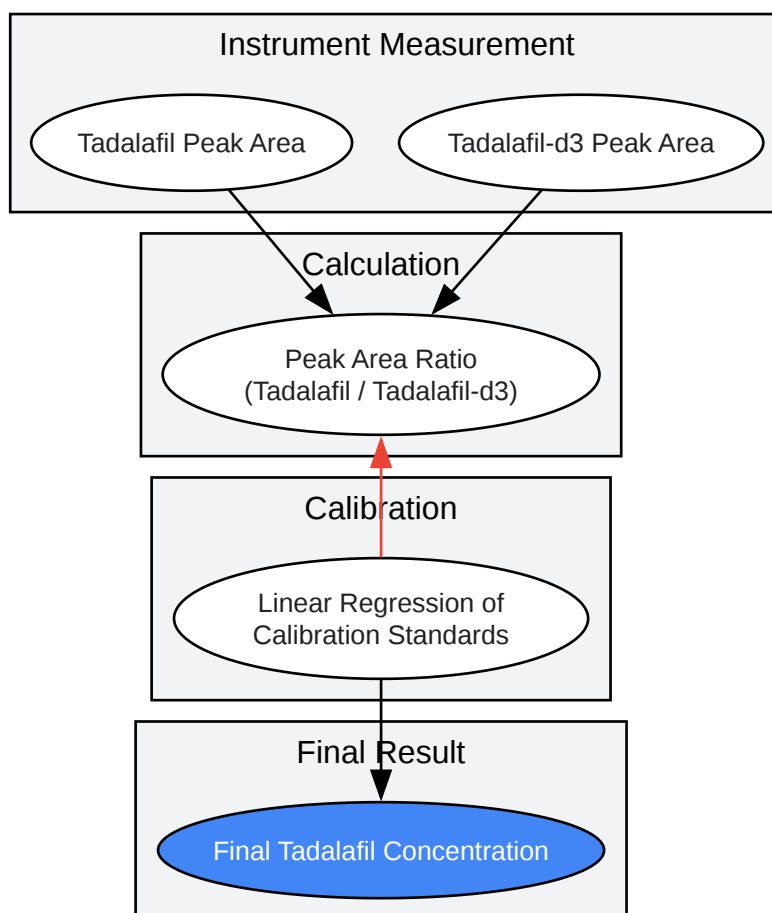 Instrument Measurement
Tadalafil Peak Area
Tadalafil-d3 Peak Area
Calculation
Peak Area Ratio
(Tadalafil / Tadalafil-d3)
Calibration
Linear Regression of
Calibration Standards
Final Result
Final Tadalafil Concentration